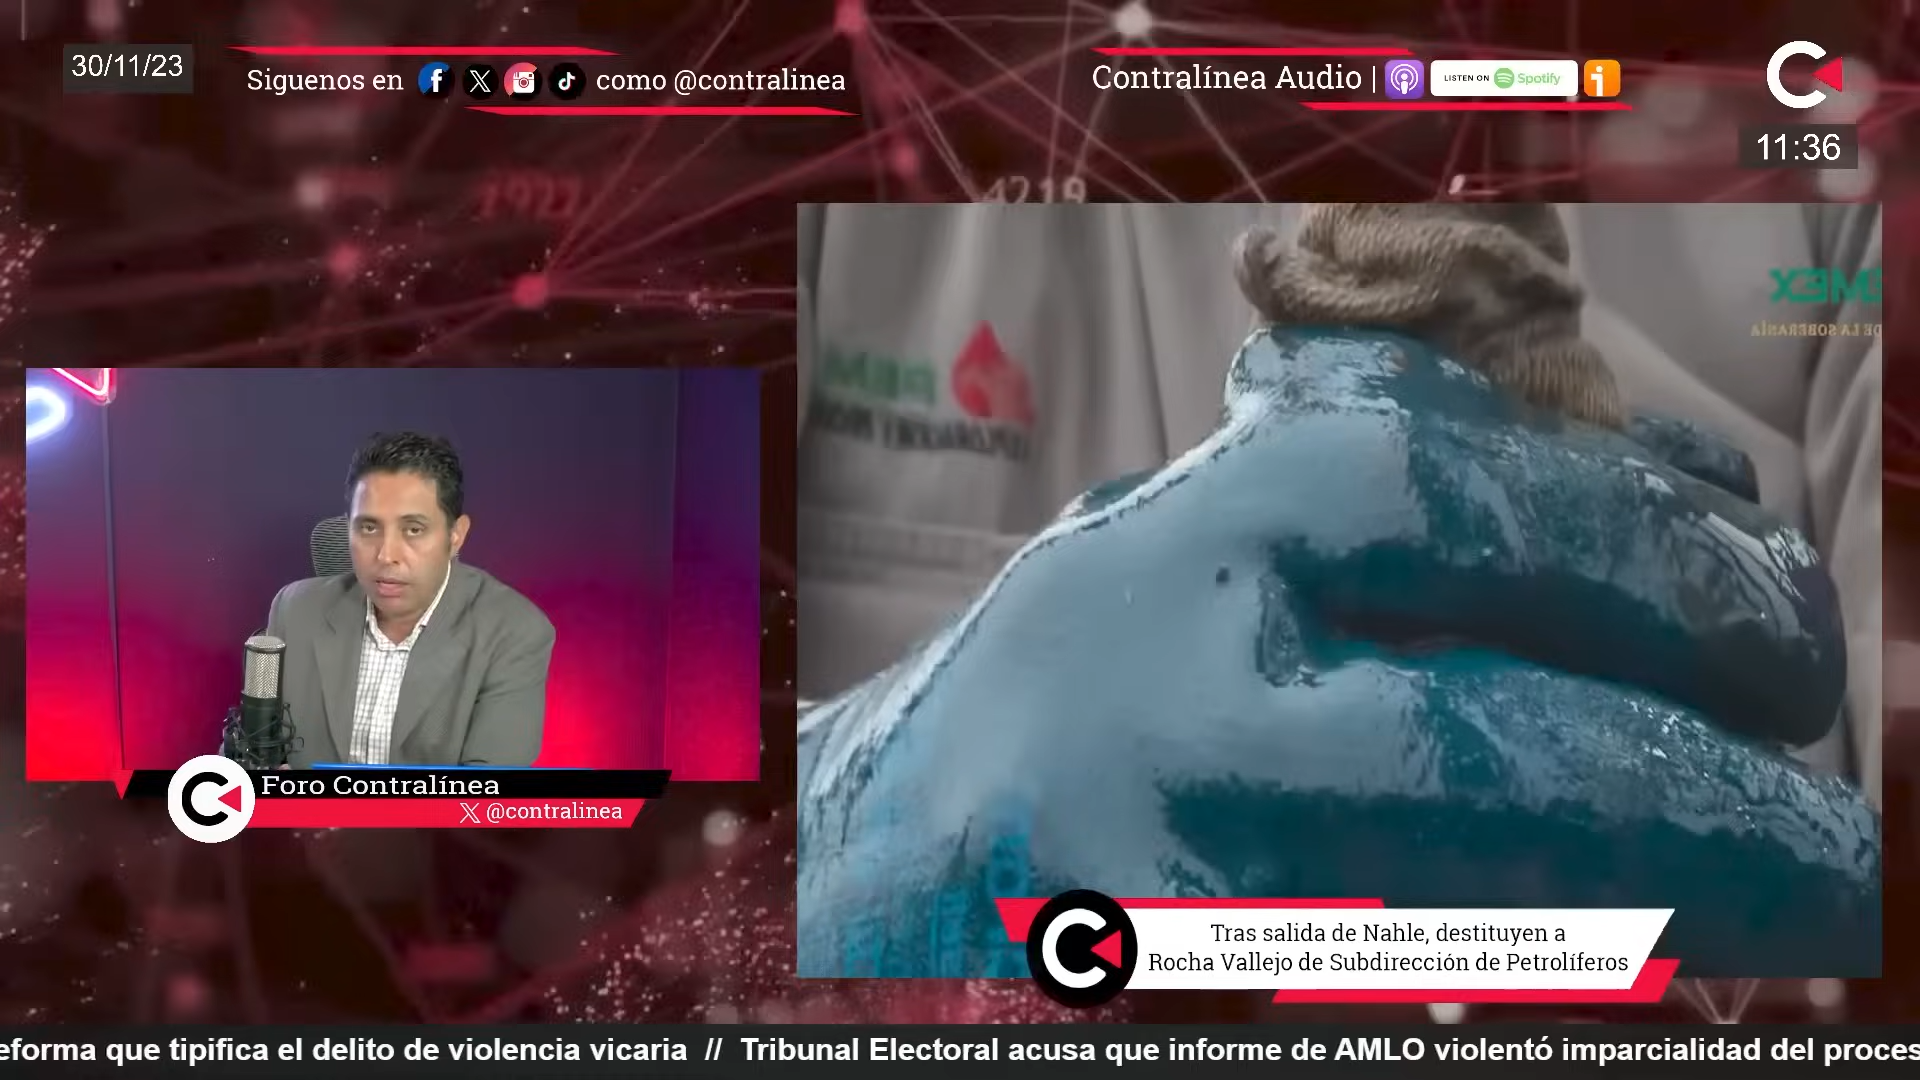 30/11/23
Siguenos en como @contralinea
Contralínea Audio |
LISTEN ON Spotify
11:36
1922
4219
Foro Contralínea
@contralinea
Tras salida de Nahle, destituyen a
Rocha Vallejo de Subdirección de Petrolíferos
eforma que tipifica el delito de violencia vicaria // Tribunal Electoral acusa que informe de AMLO violentó imparcialidad del proces